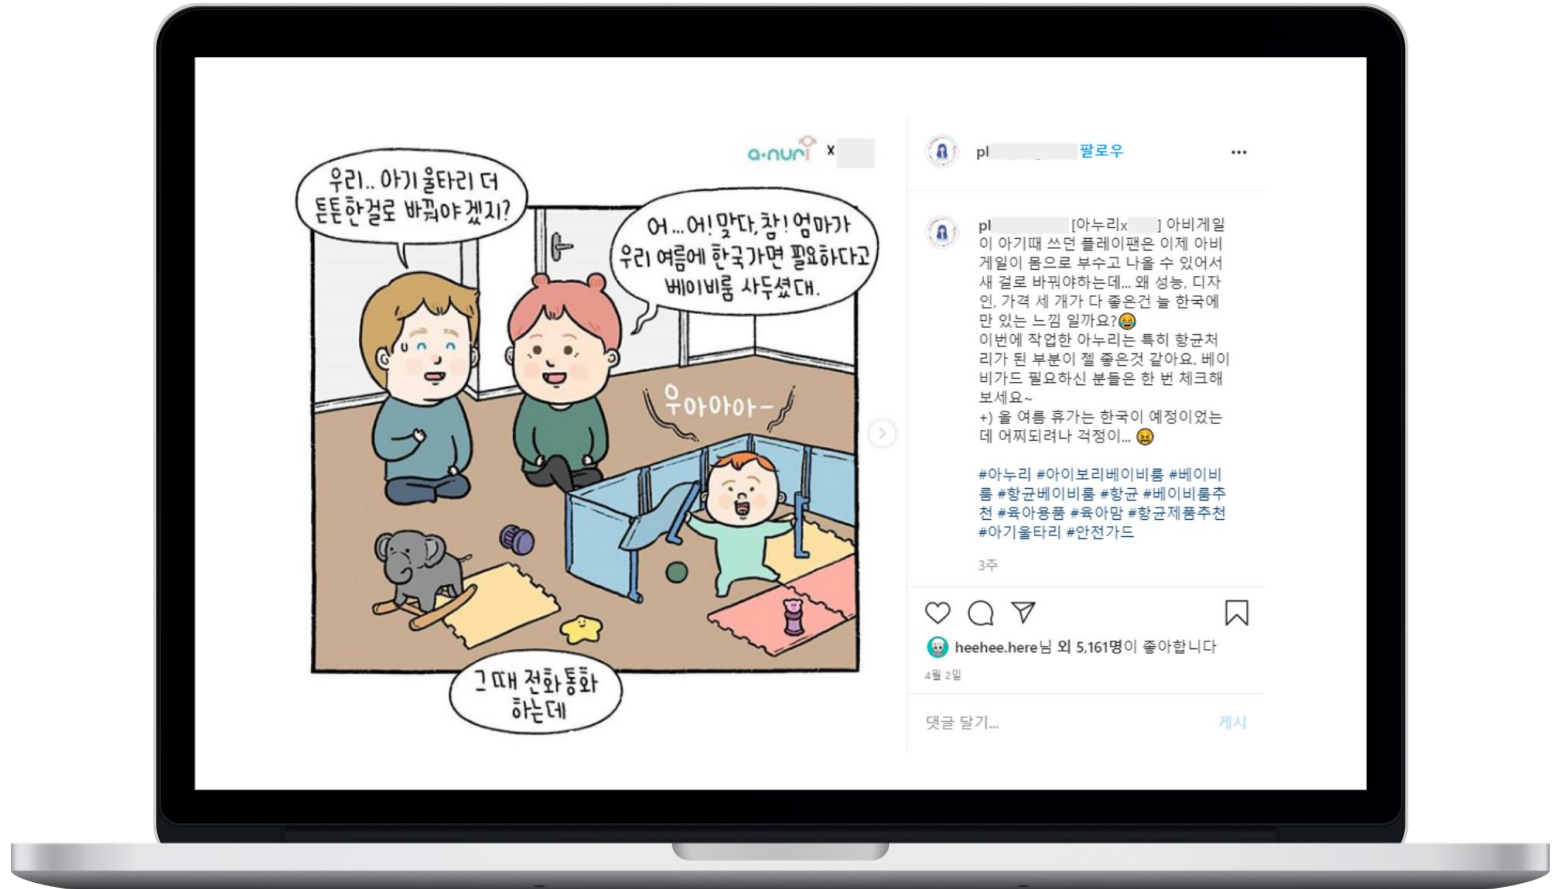 a·nuri x
우리.. 아기울타리 더
튼튼한걸로 바꿔야겠지?
어...어! 맞다, 참! 엄마가
우리 여름에 한국가면 필요하다고
베이비룸 사두셨대.
우아아아-
그 때 전화통화
하는데
pl 팔로우
pl [아누리x ] 아비게일
이 아기때 쓰던 플레이팬은 이제 아비
게일이 몸으로 부수고 나올 수 있어서
새 걸로 바꿔야하는데... 왜 성능, 디자
인, 가격 세 개가 다 좋은건 늘 한국에
만 있는 느낌 일까요?😂
이번에 작업한 아누리는 특히 항균처
리가 된 부분이 젤 좋은것 같아요. 베이
비가드 필요하신 분들은 한 번 체크해
보세요~
+) 올 여름 휴가는 한국이 예정이었는
데 어찌되려나 걱정이... 😖
#아누리 #아이보리베이비룸 #베이비
룸 #항균베이비룸 #항균 #베이비룸추
천 #육아용품 #육아맘 #항균제품추천
#아기울타리 #안전가드
3주
heehee.here님 외 5,161명이 좋아합니다
4월 2일
댓글 달기...
게시